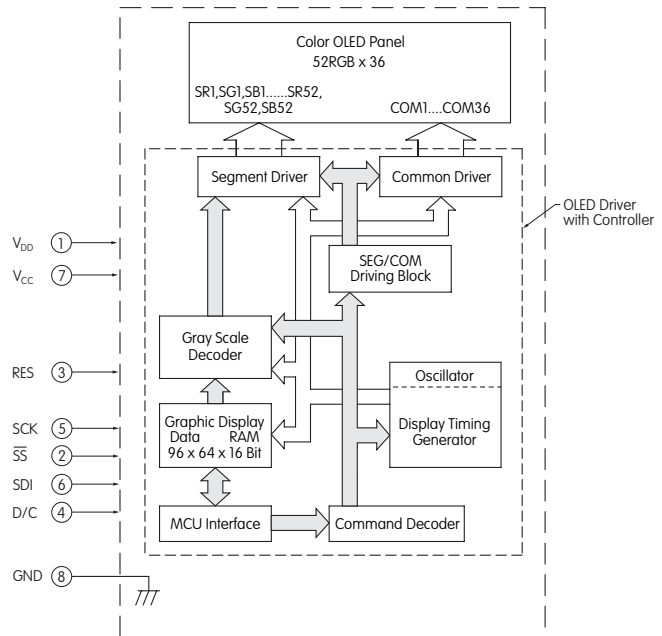 Color OLED Panel
52RGB x 36
SR1,SG1,SB1......SR52,
SG52,SB52
COM1....COM36
Segment Driver
Common Driver
OLED Driver
with Controller
V_DD 1
V_CC 7
SEG/COM
Driving Block
Gray Scale
Decoder
RES 3
Oscillator
Display Timing
Generator
Graphic Display
Data RAM
96 x 64 x 16 Bit
SCK 5
S̅S̅ 2
SDI 6
D/C 4
MCU Interface
Command Decoder
GND 8